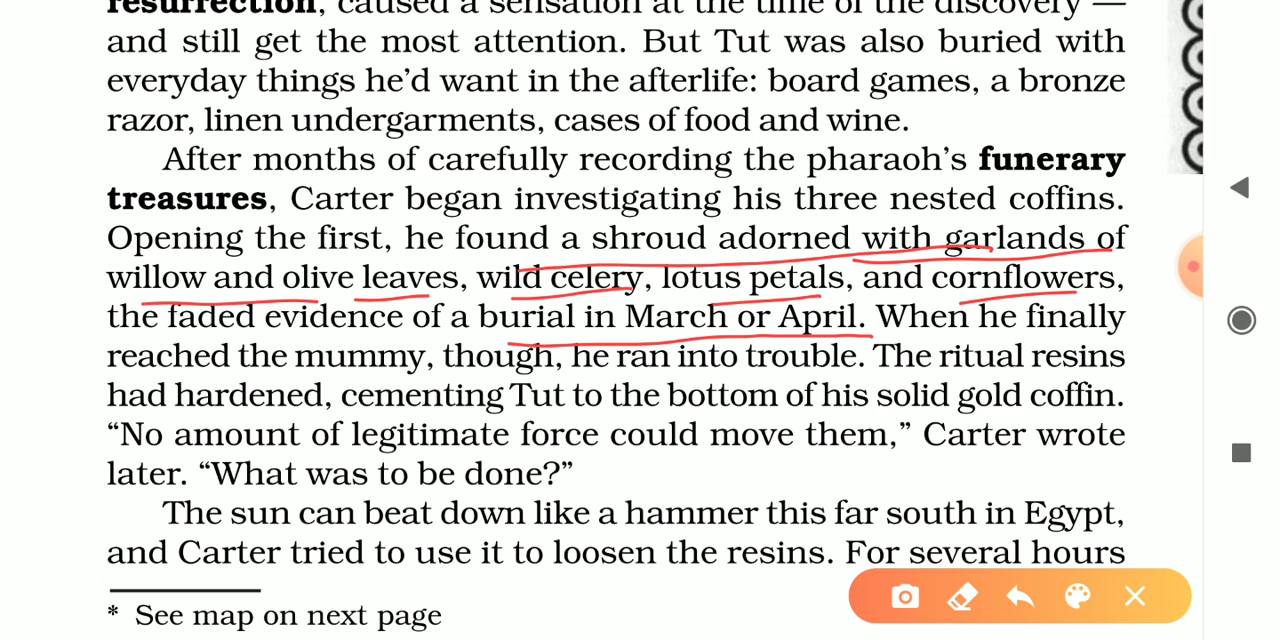 resurrection, caused a sensation at the time of the discovery —
and still get the most attention. But Tut was also buried with
everyday things he’d want in the afterlife: board games, a bronze
razor, linen undergarments, cases of food and wine.
After months of carefully recording the pharaoh’s funerary
treasures, Carter began investigating his three nested coffins.
Opening the first, he found a shroud adorned with garlands of
willow and olive leaves, wild celery, lotus petals, and cornflowers,
the faded evidence of a burial in March or April. When he finally
reached the mummy, though, he ran into trouble. The ritual resins
had hardened, cementing Tut to the bottom of his solid gold coffin.
“No amount of legitimate force could move them,” Carter wrote
later. “What was to be done?”
The sun can beat down like a hammer this far south in Egypt,
and Carter tried to use it to loosen the resins. For several hours
* See map on next page